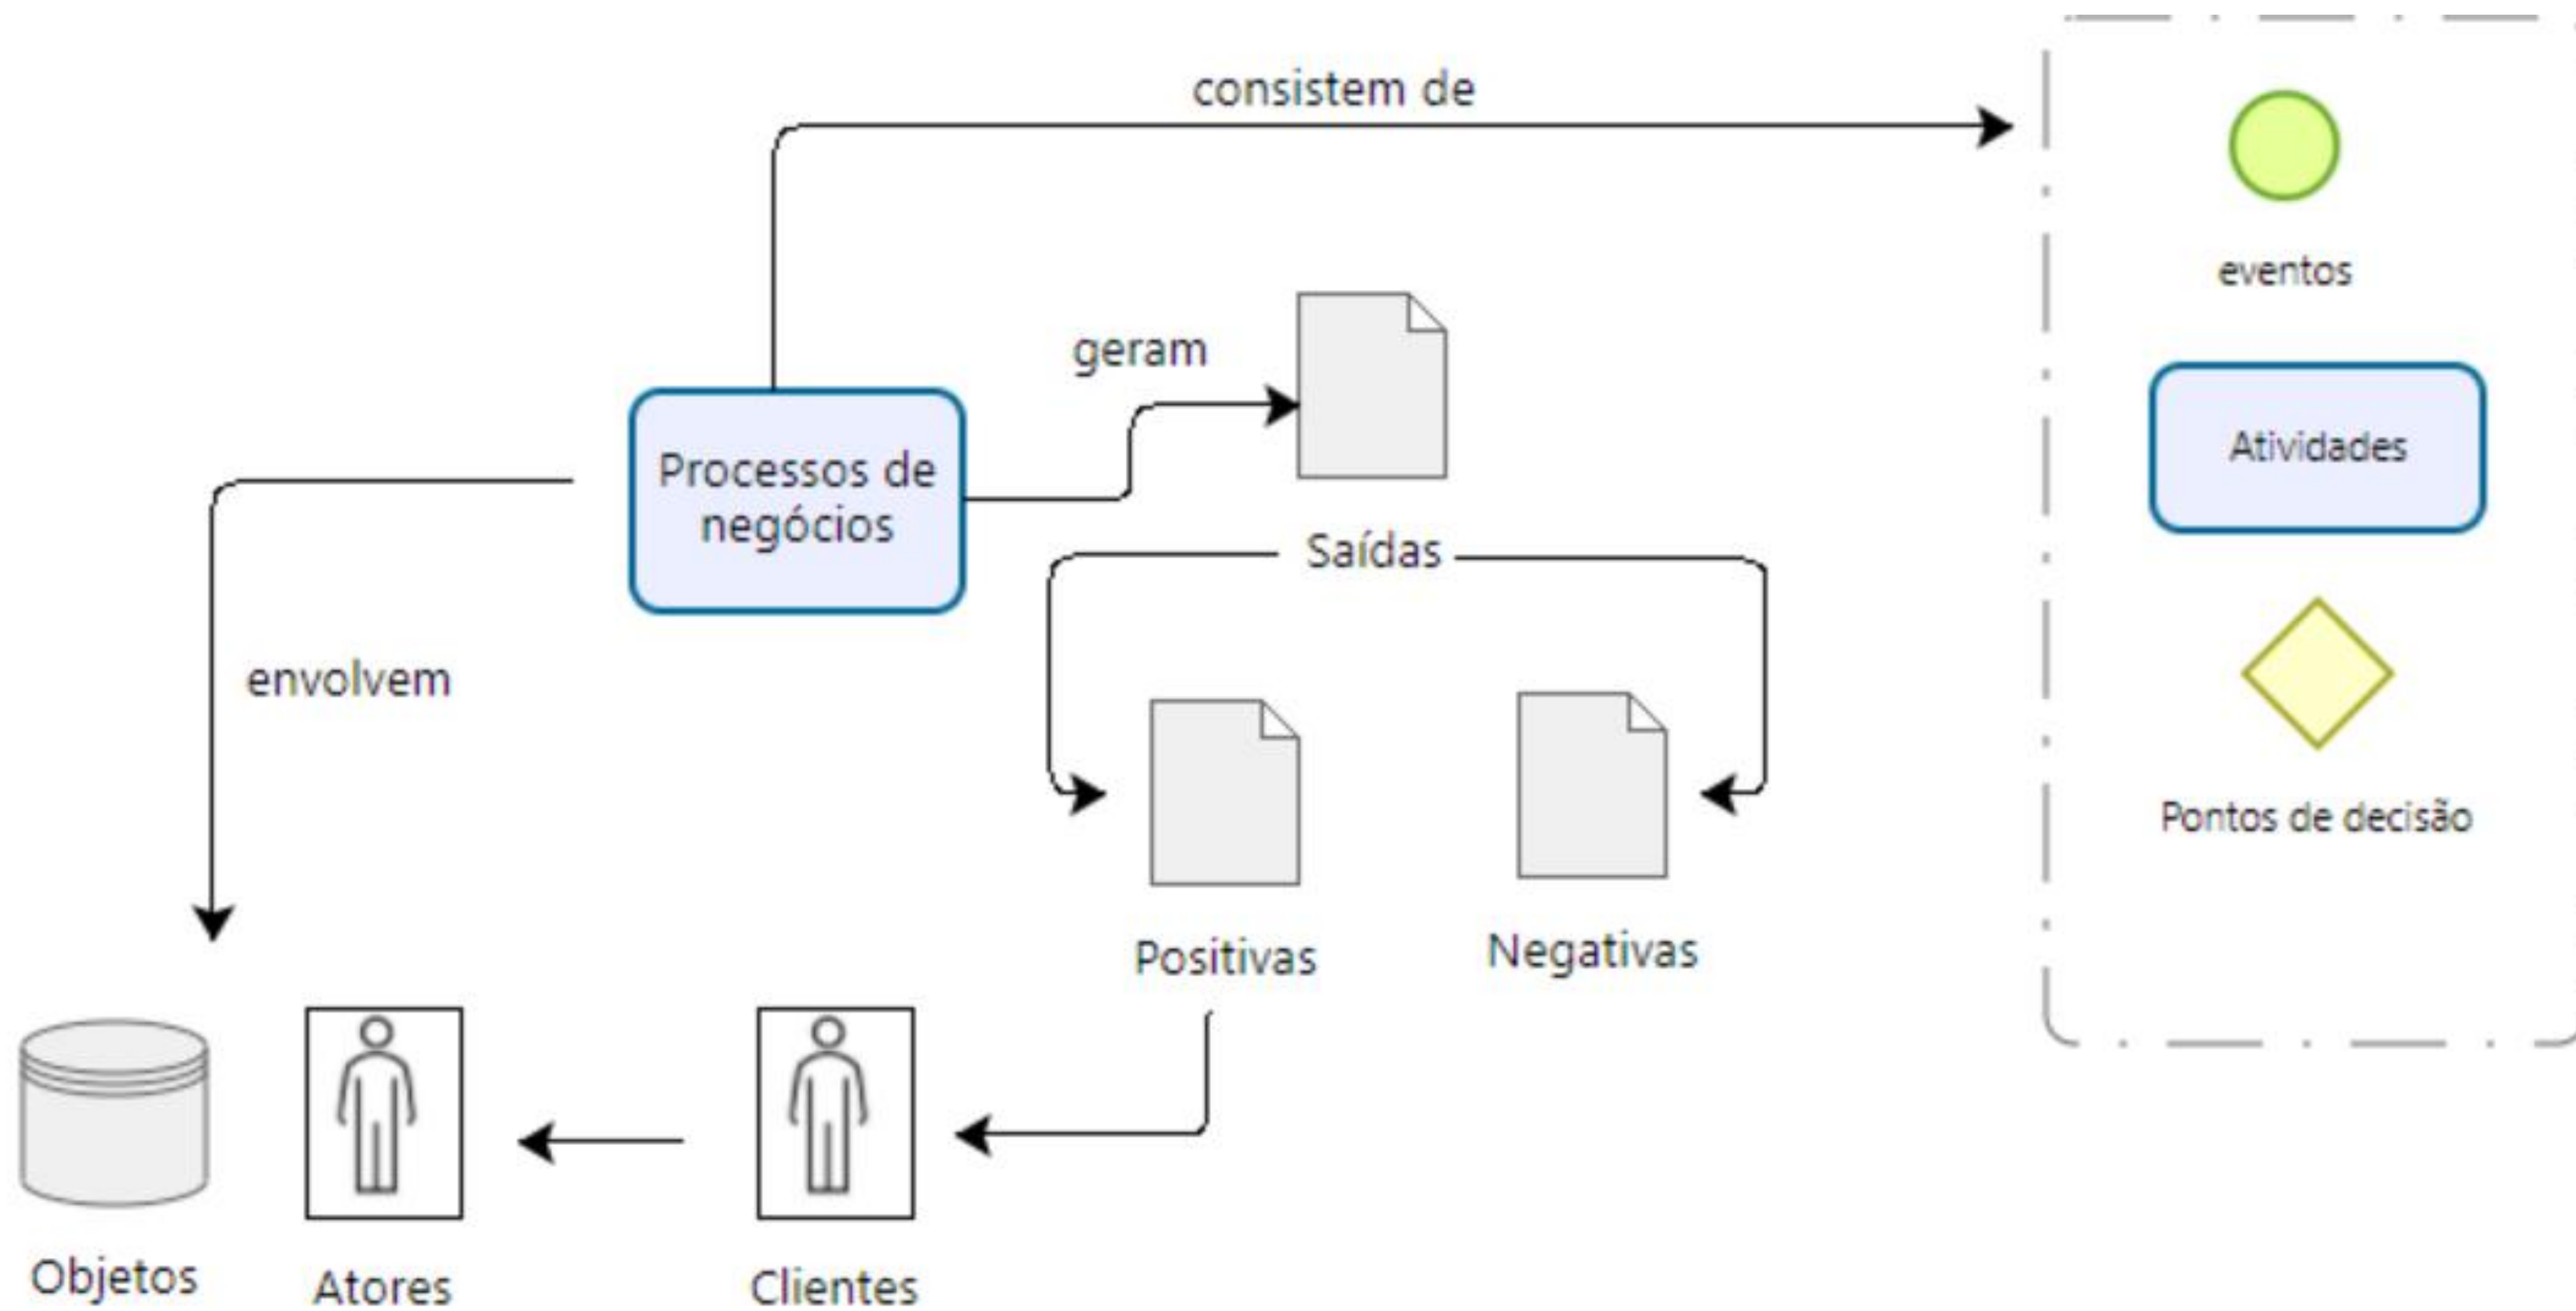 consistem de
eventos
geram
Atividades
Processos de
negócios
Saídas
envolvem
Pontos de decisão
Positivas
Negativas
Objetos
Atores
Clientes